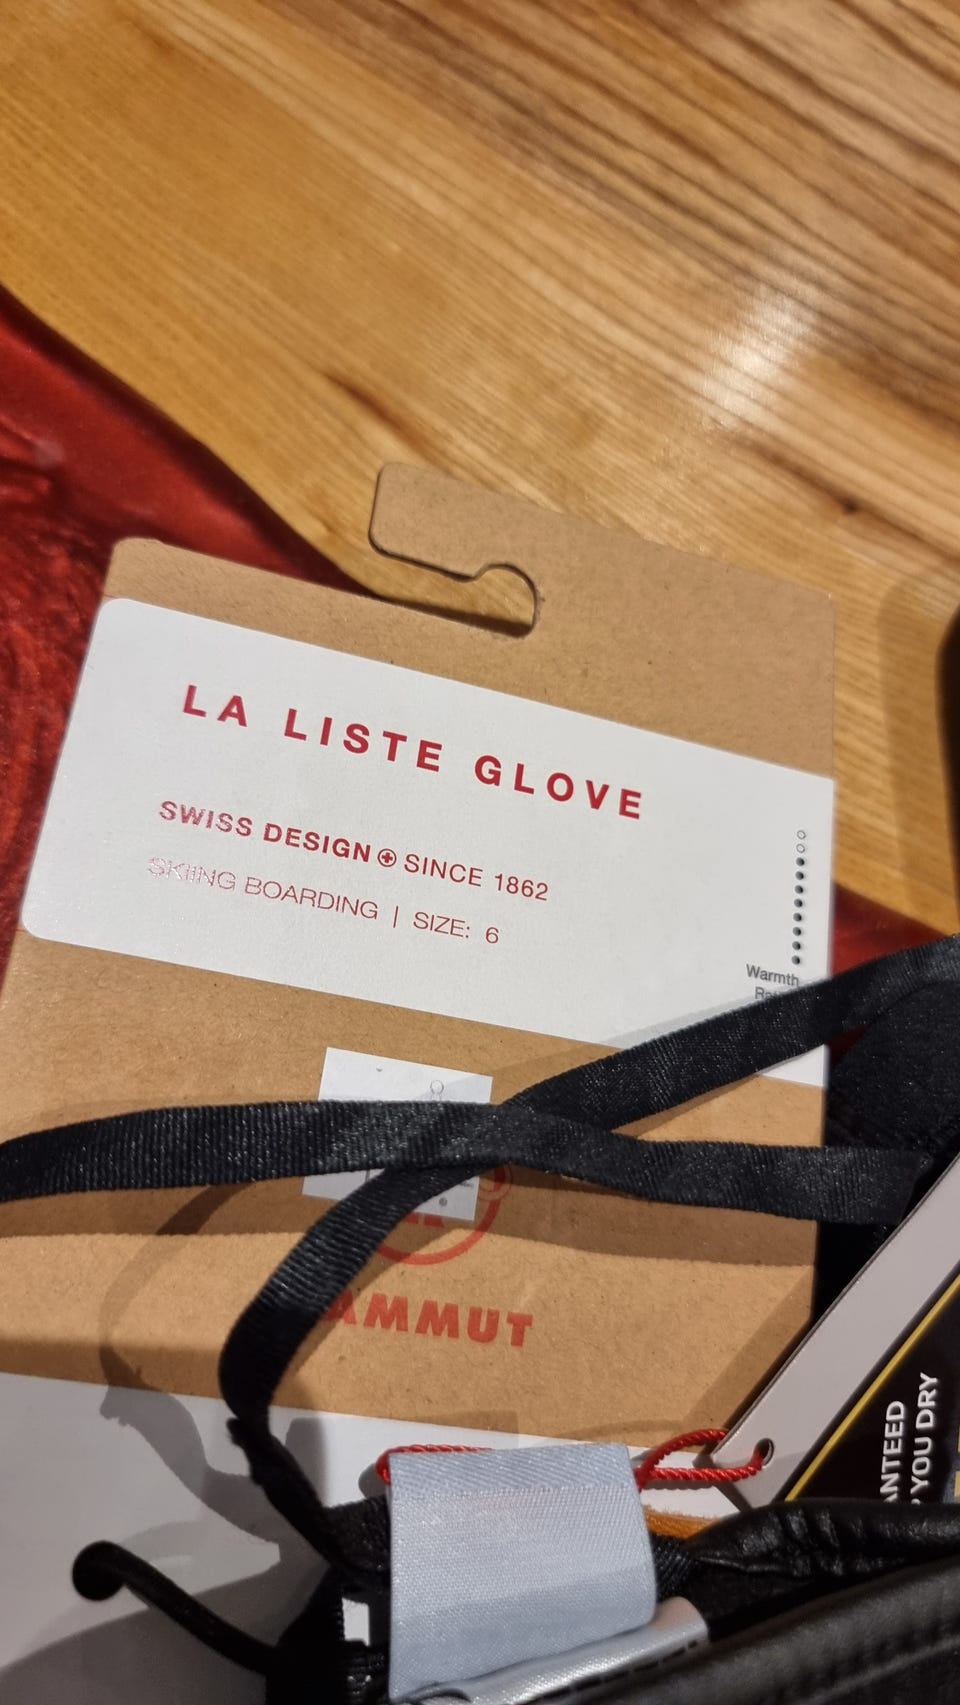 LA LISTE GLOVE
SWISS DESIGN SINCE 1862
SKIING BOARDING | SIZE: 6
Warmth
AMMUT
ANTEED
YOU DRY